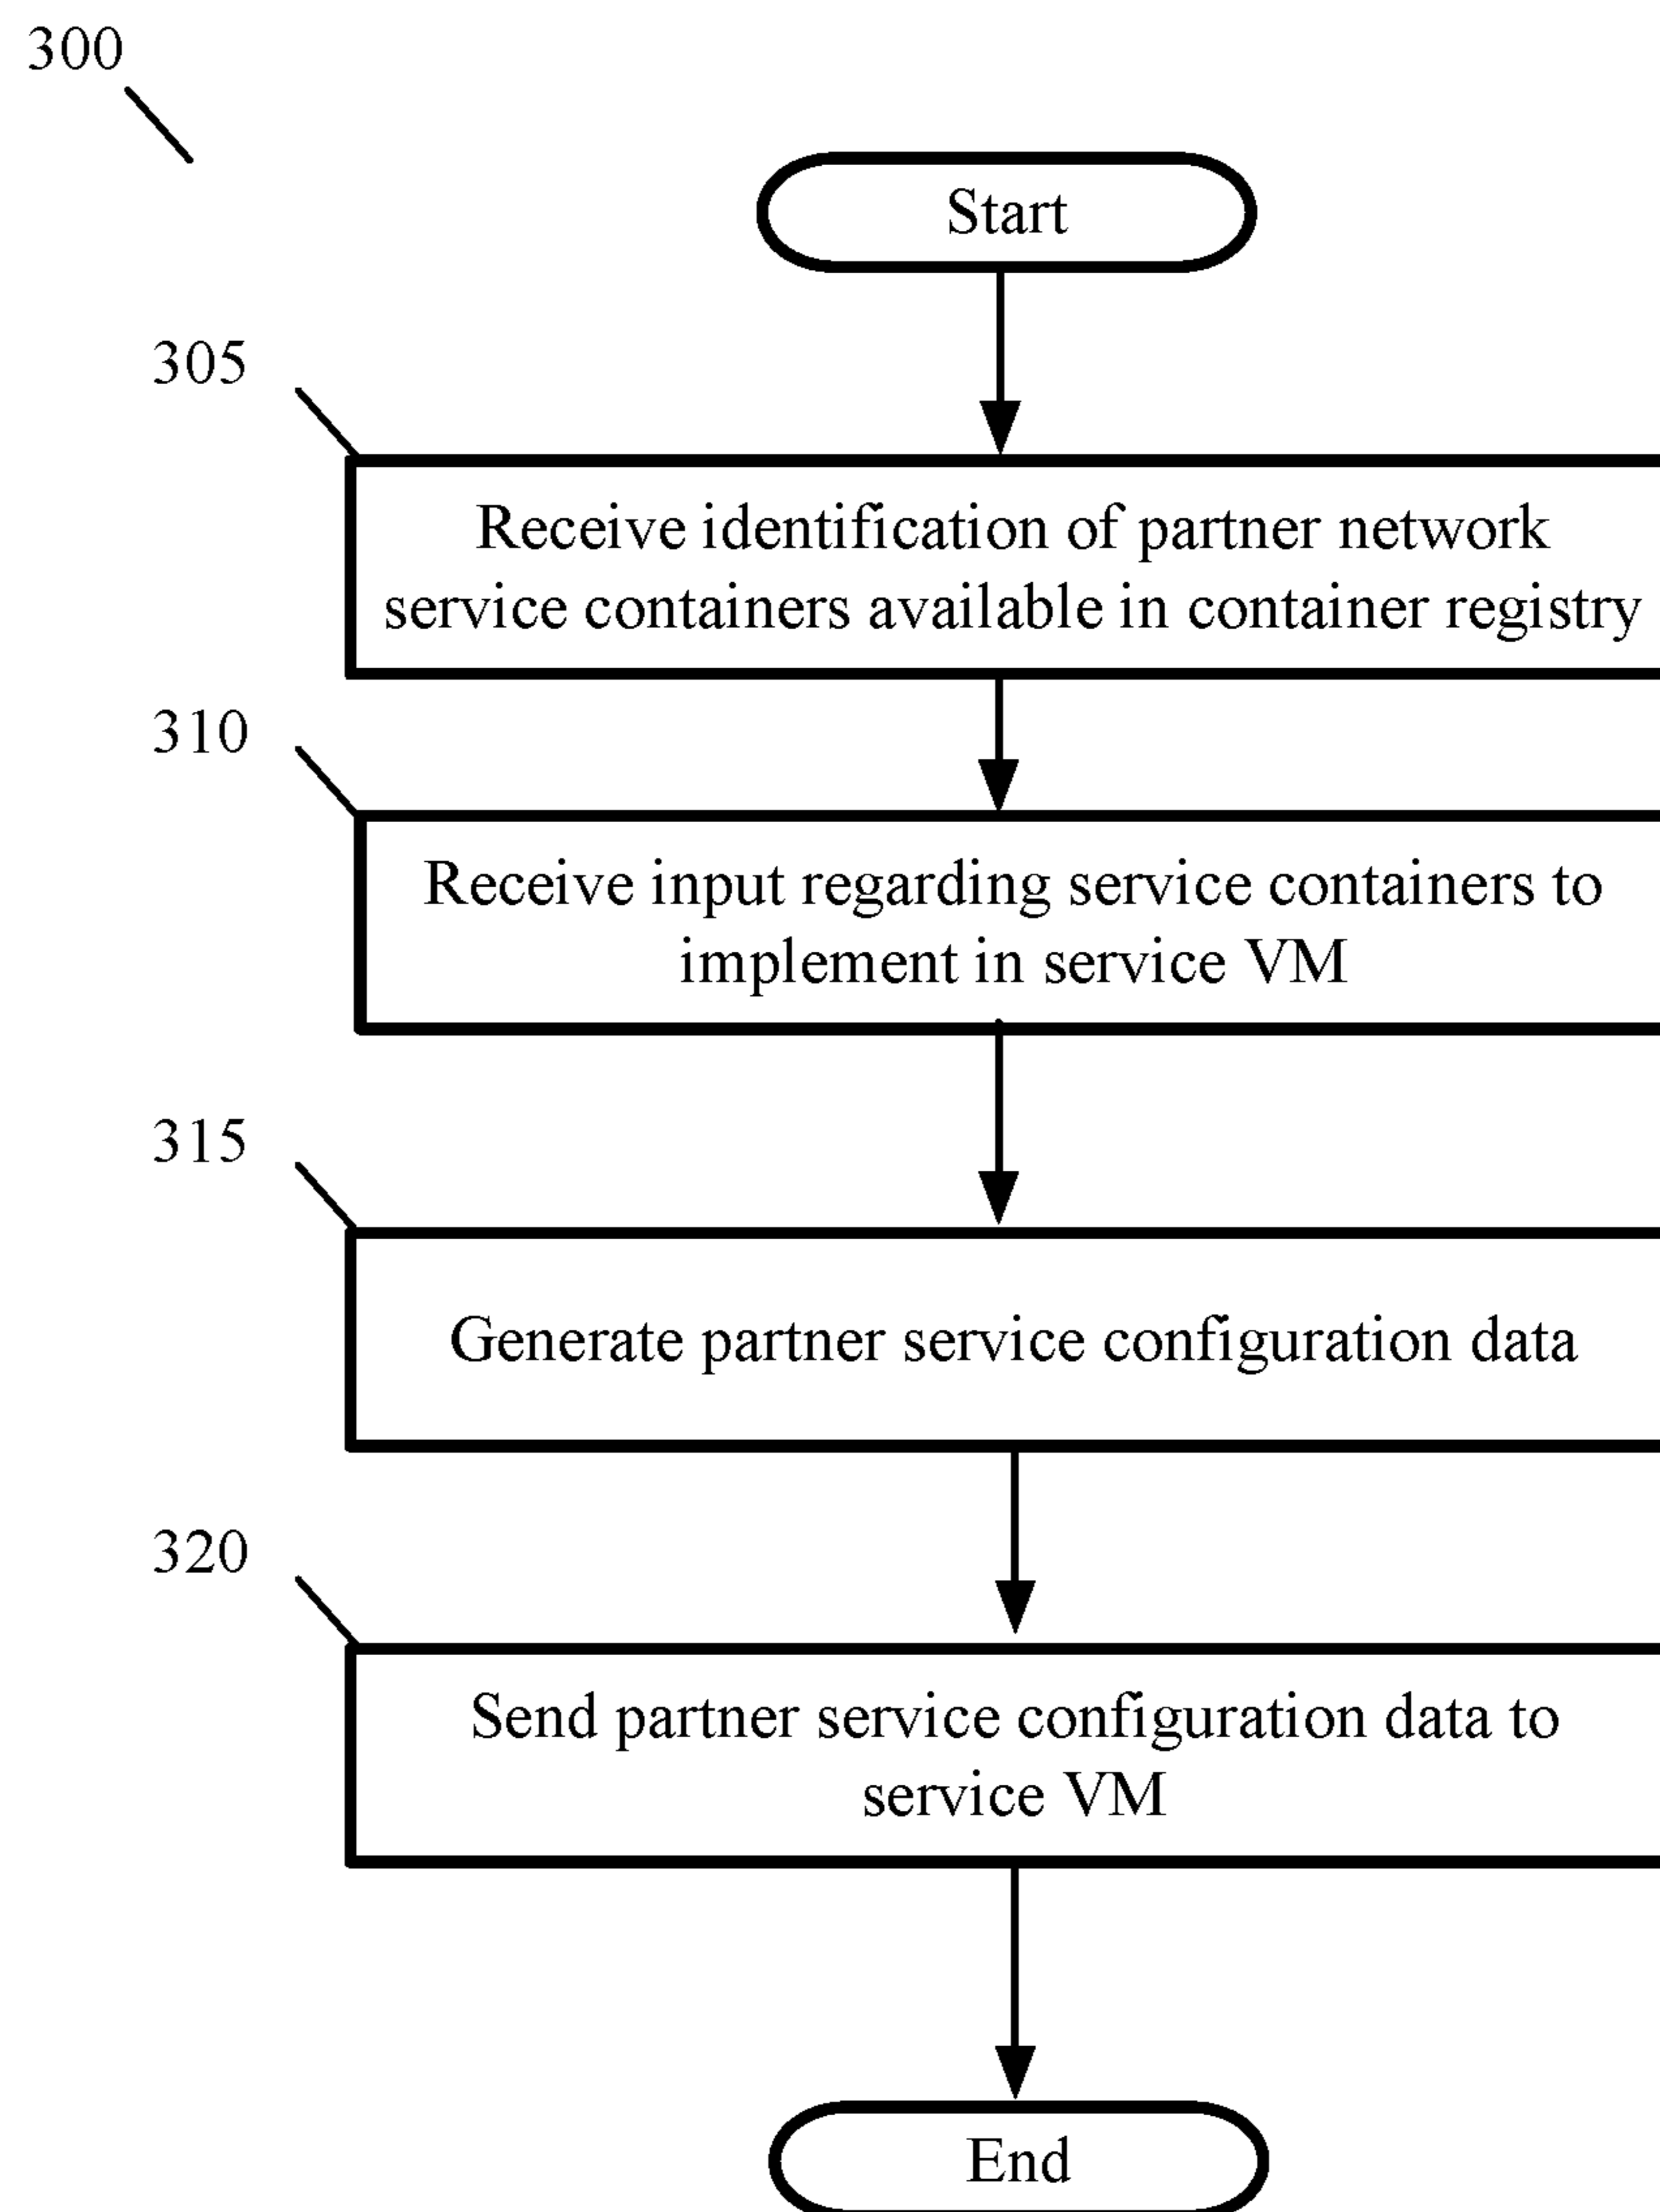 300
Start
305
Receive identification of partner network
service containers available in container registry
310
Receive input regarding service containers to
implement in service VM
315
Generate partner service configuration data
320
Send partner service configuration data to
service VM
End